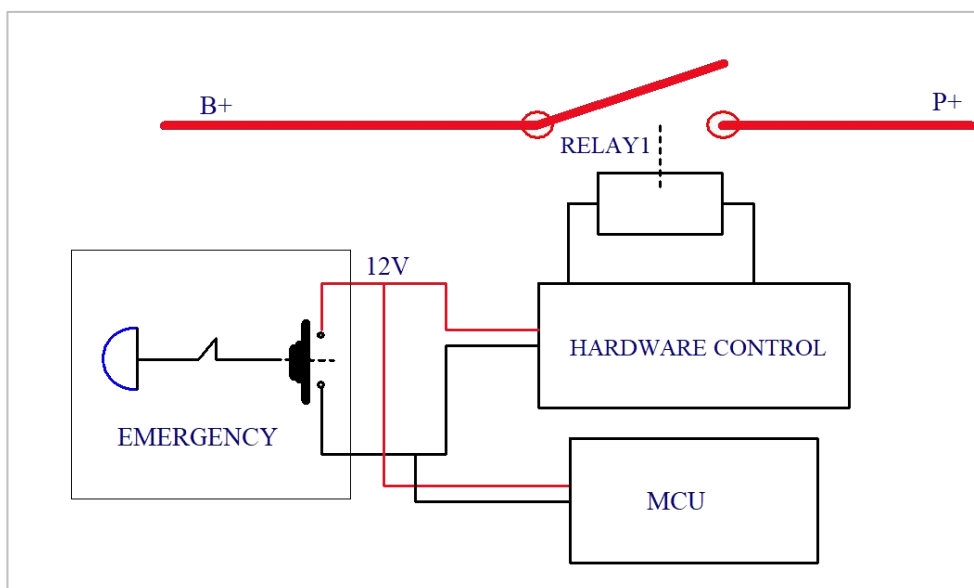 B+
P+
RELAY1
12V
HARDWARE CONTROL
EMERGENCY
MCU